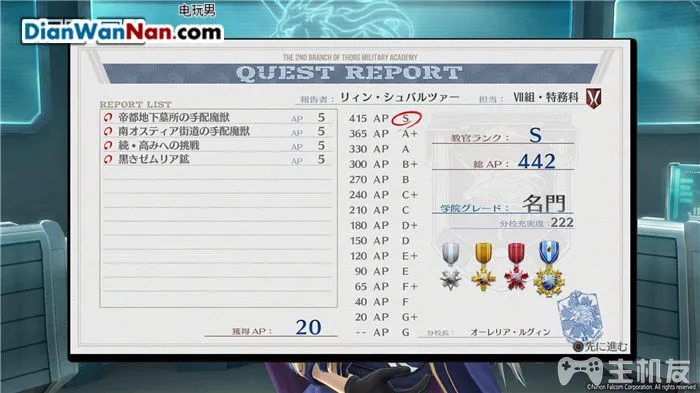 电玩男
DianWanNan.com
THE 2ND BRANCH OF THORS MILITARY ACADEMY
QUEST REPORT
報告者： リィン・シュバルツァー 担当： Ⅶ組・特務科
REPORT LIST
帝都地下墓所の手配魔獣 AP 5
南オスティア街道の手配魔獣 AP 5
続・高みへの挑戦 AP 5
黒きゼムリア鉱 AP 5
獲得AP： 20
415 AP S
365 AP A+
330 AP A
300 AP B+
270 AP B
240 AP C+
210 AP C
180 AP D+
150 AP D
120 AP E+
90 AP E
65 AP F+
40 AP F
20 AP G+
-- AP G
教官ランク： S
総AP： 442
学院グレード： 名門
分校充実度：222
分校長： オーレリア・ルグィン
先に進む
主机友
©Nihon Falcom Corporation. All Rights Reserved.